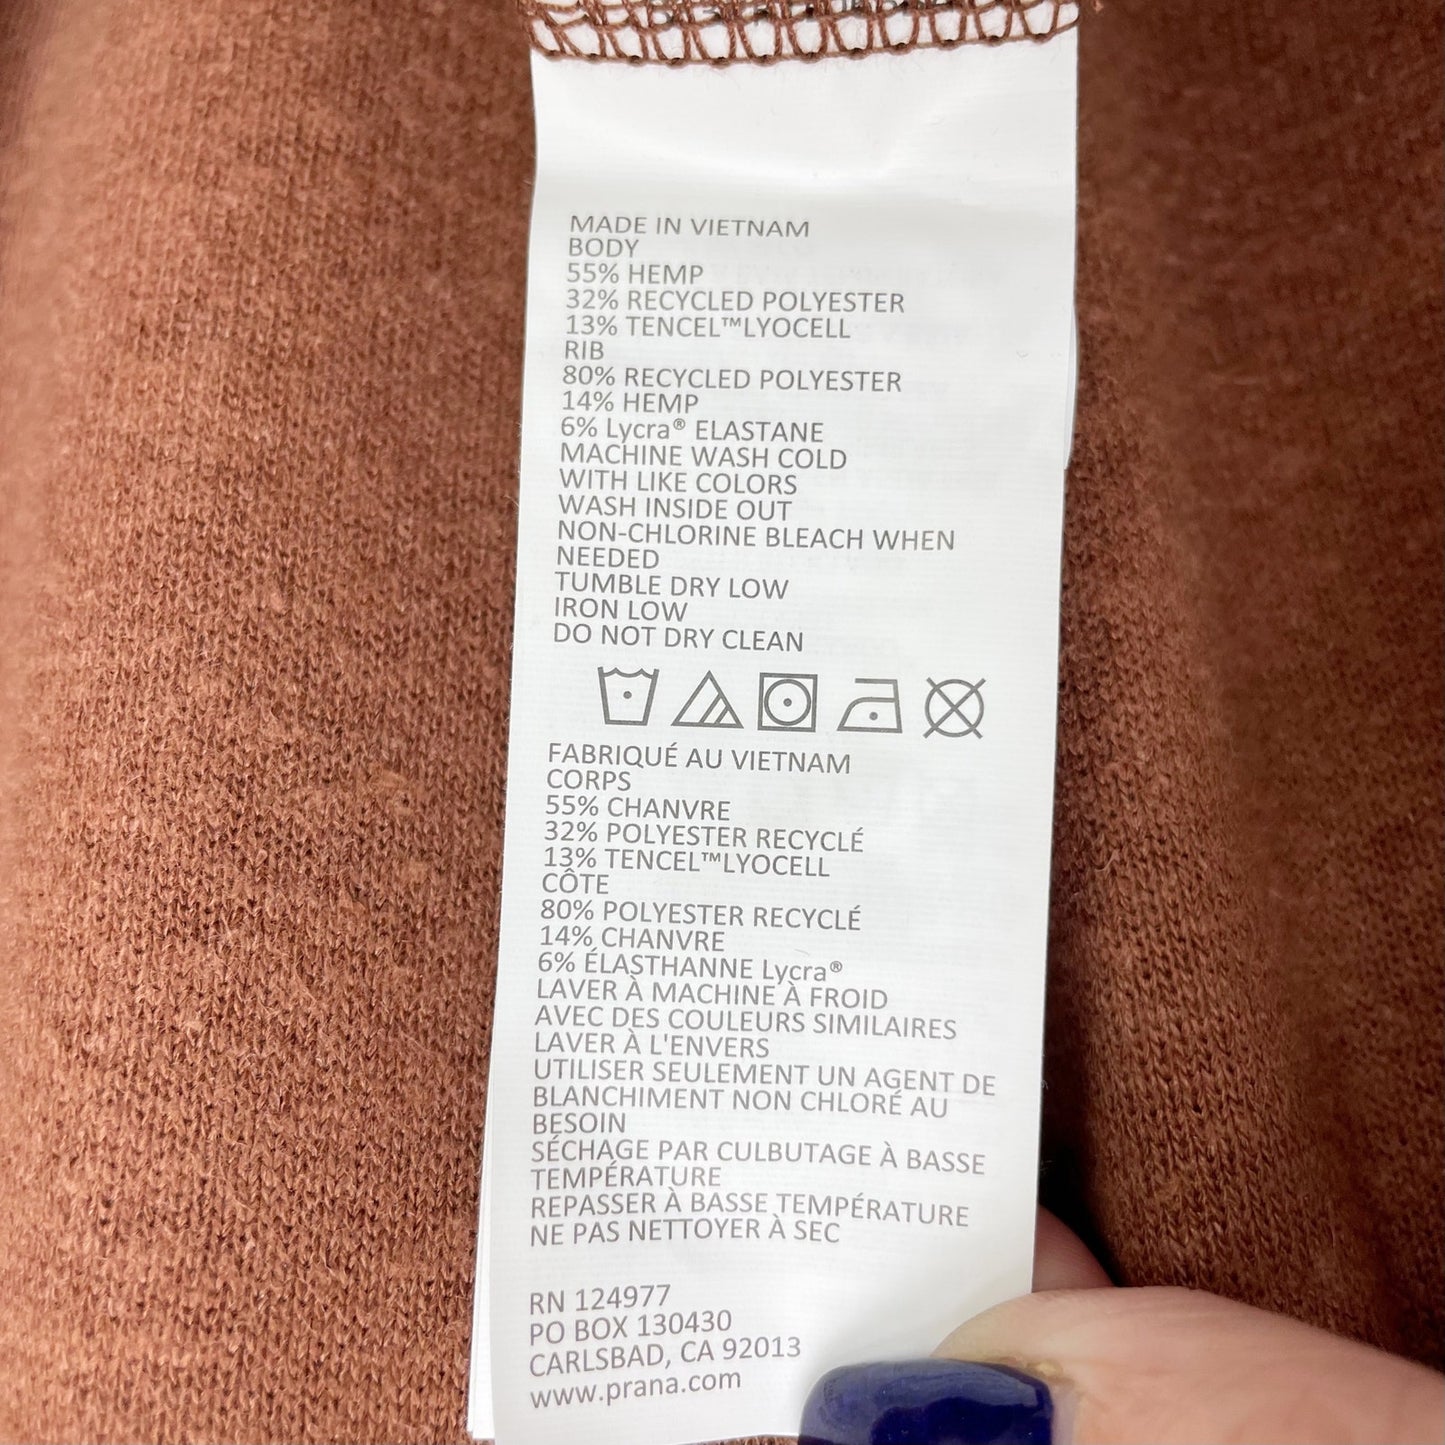 MADE IN VIETNAM
BODY
55% HEMP
32% RECYCLED POLYESTER
13% TENCEL™LYOCELL
RIB
80% RECYCLED POLYESTER
14% HEMP
6% Lycra® ELASTANE
MACHINE WASH COLD
WITH LIKE COLORS
WASH INSIDE OUT
NON-CHLORINE BLEACH WHEN
NEEDED
TUMBLE DRY LOW
IRON LOW
DO NOT DRY CLEAN
FABRIQUÉ AU VIETNAM
CORPS
55% CHANVRE
32% POLYESTER RECYCLÉ
13% TENCEL™LYOCELL
CÔTE
80% POLYESTER RECYCLÉ
14% CHANVRE
6% ÉLASTHANNE Lycra®
LAVER À MACHINE À FROID
AVEC DES COULEURS SIMILAIRES
LAVER À L'ENVERS
UTILISER SEULEMENT UN AGENT DE
BLANCHIMENT NON CHLORÉ AU
BESOIN
SÉCHAGE PAR CULBUTAGE À BASSE
TEMPÉRATURE
REPASSER À BASSE TEMPÉRATURE
NE PAS NETTOYER À SEC
RN 124977
PO BOX 130430
CARLSBAD, CA 92013
www.prana.com